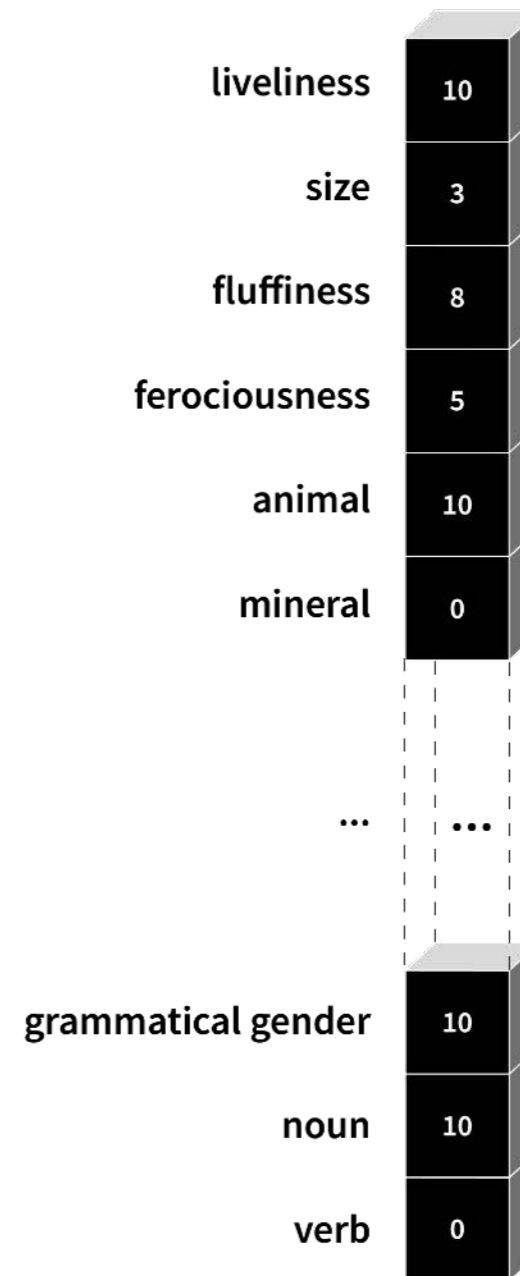 liveliness 10
size 3
fluffiness 8
ferociousness 5
animal 10
mineral 0
... ...
grammatical gender 10
noun 10
verb 0